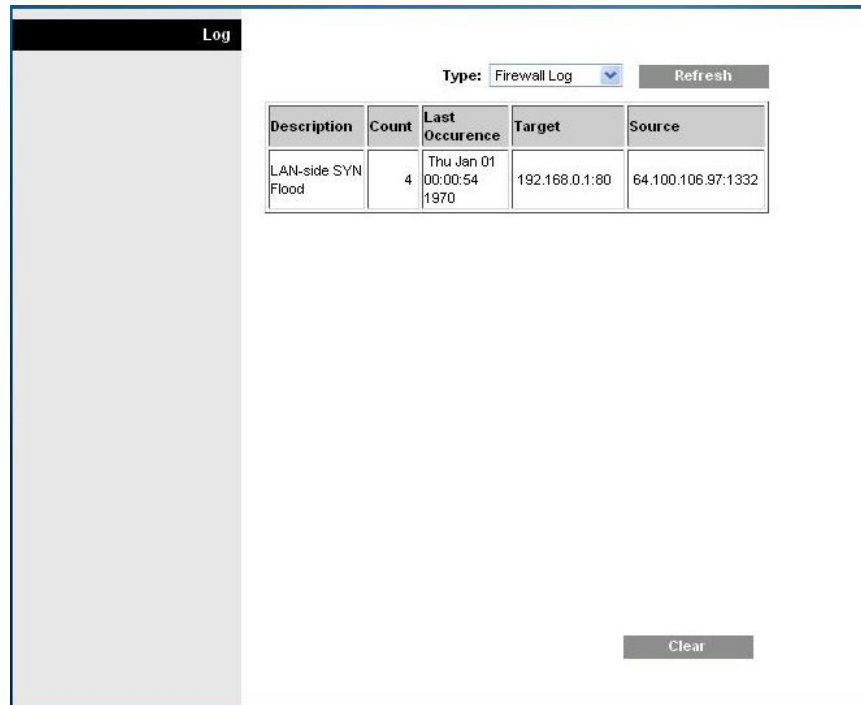 Log
Type: Firewall Log Refresh
Description Count Last Occurence Target Source
LAN-side SYN Flood 4 Thu Jan 01 00:00:54 1970 192.168.0.1:80 64.100.106.97:1332
Clear